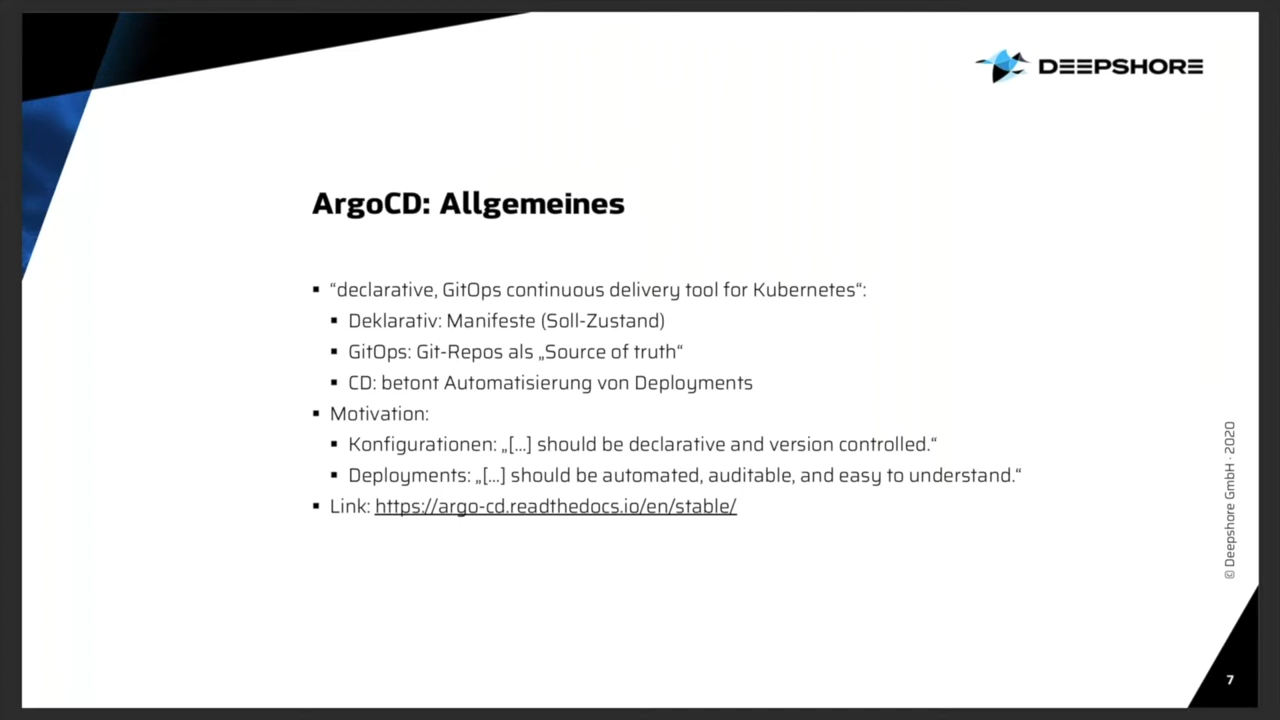 DEEPSHORE
ArgoCD: Allgemeines
▪ “declarative, GitOps continuous delivery tool for Kubernetes“:
▪ Deklarativ: Manifeste (Soll-Zustand)
▪ GitOps: Git-Repos als „Source of truth“
▪ CD: betont Automatisierung von Deployments
▪ Motivation:
▪ Konfigurationen: „[...] should be declarative and version controlled.“
▪ Deployments: „[...] should be automated, auditable, and easy to understand.“
▪ Link: https://argo-cd.readthedocs.io/en/stable/
© Deepshore GmbH · 2020
7